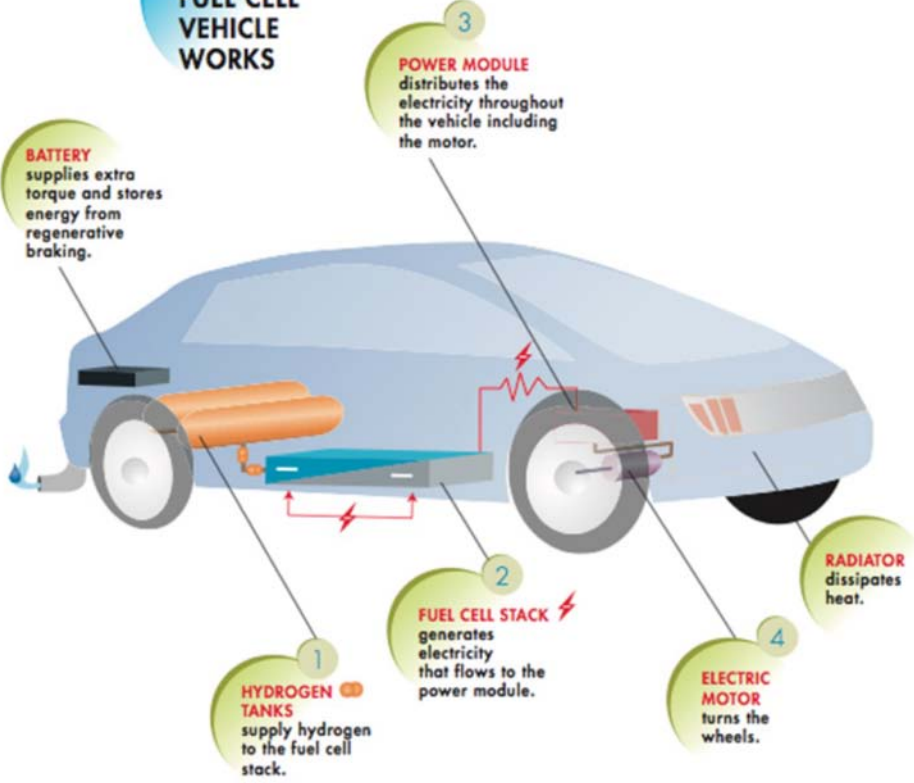 FUEL CELL
VEHICLE
WORKS
3
POWER MODULE
distributes the
electricity throughout
the vehicle including
the motor.
BATTERY
supplies extra
torque and stores
energy from
regenerative
braking.
RADIATOR
dissipates
heat.
2
FUEL CELL STACK
generates
electricity
that flows to the
power module.
1
HYDROGEN
TANKS
supply hydrogen
to the fuel cell
stack.
4
ELECTRIC
MOTOR
turns the
wheels.